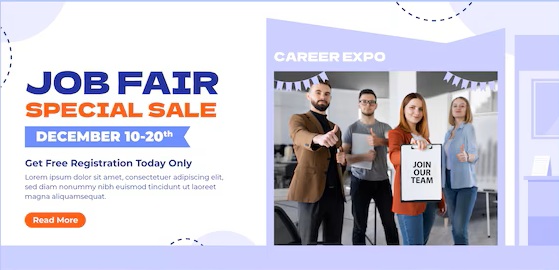 CAREER EXPO
JOB FAIR
SPECIAL SALE
DECEMBER 10-20th
Get Free Registration Today Only
Lorem ipsum dolor sit amet, consectetuer adipiscing elit,
sed diam nonummy nibh euismod tincidunt ut laoreet
magna aliquamsequat.
Read More
JOIN
OUR
TEAM